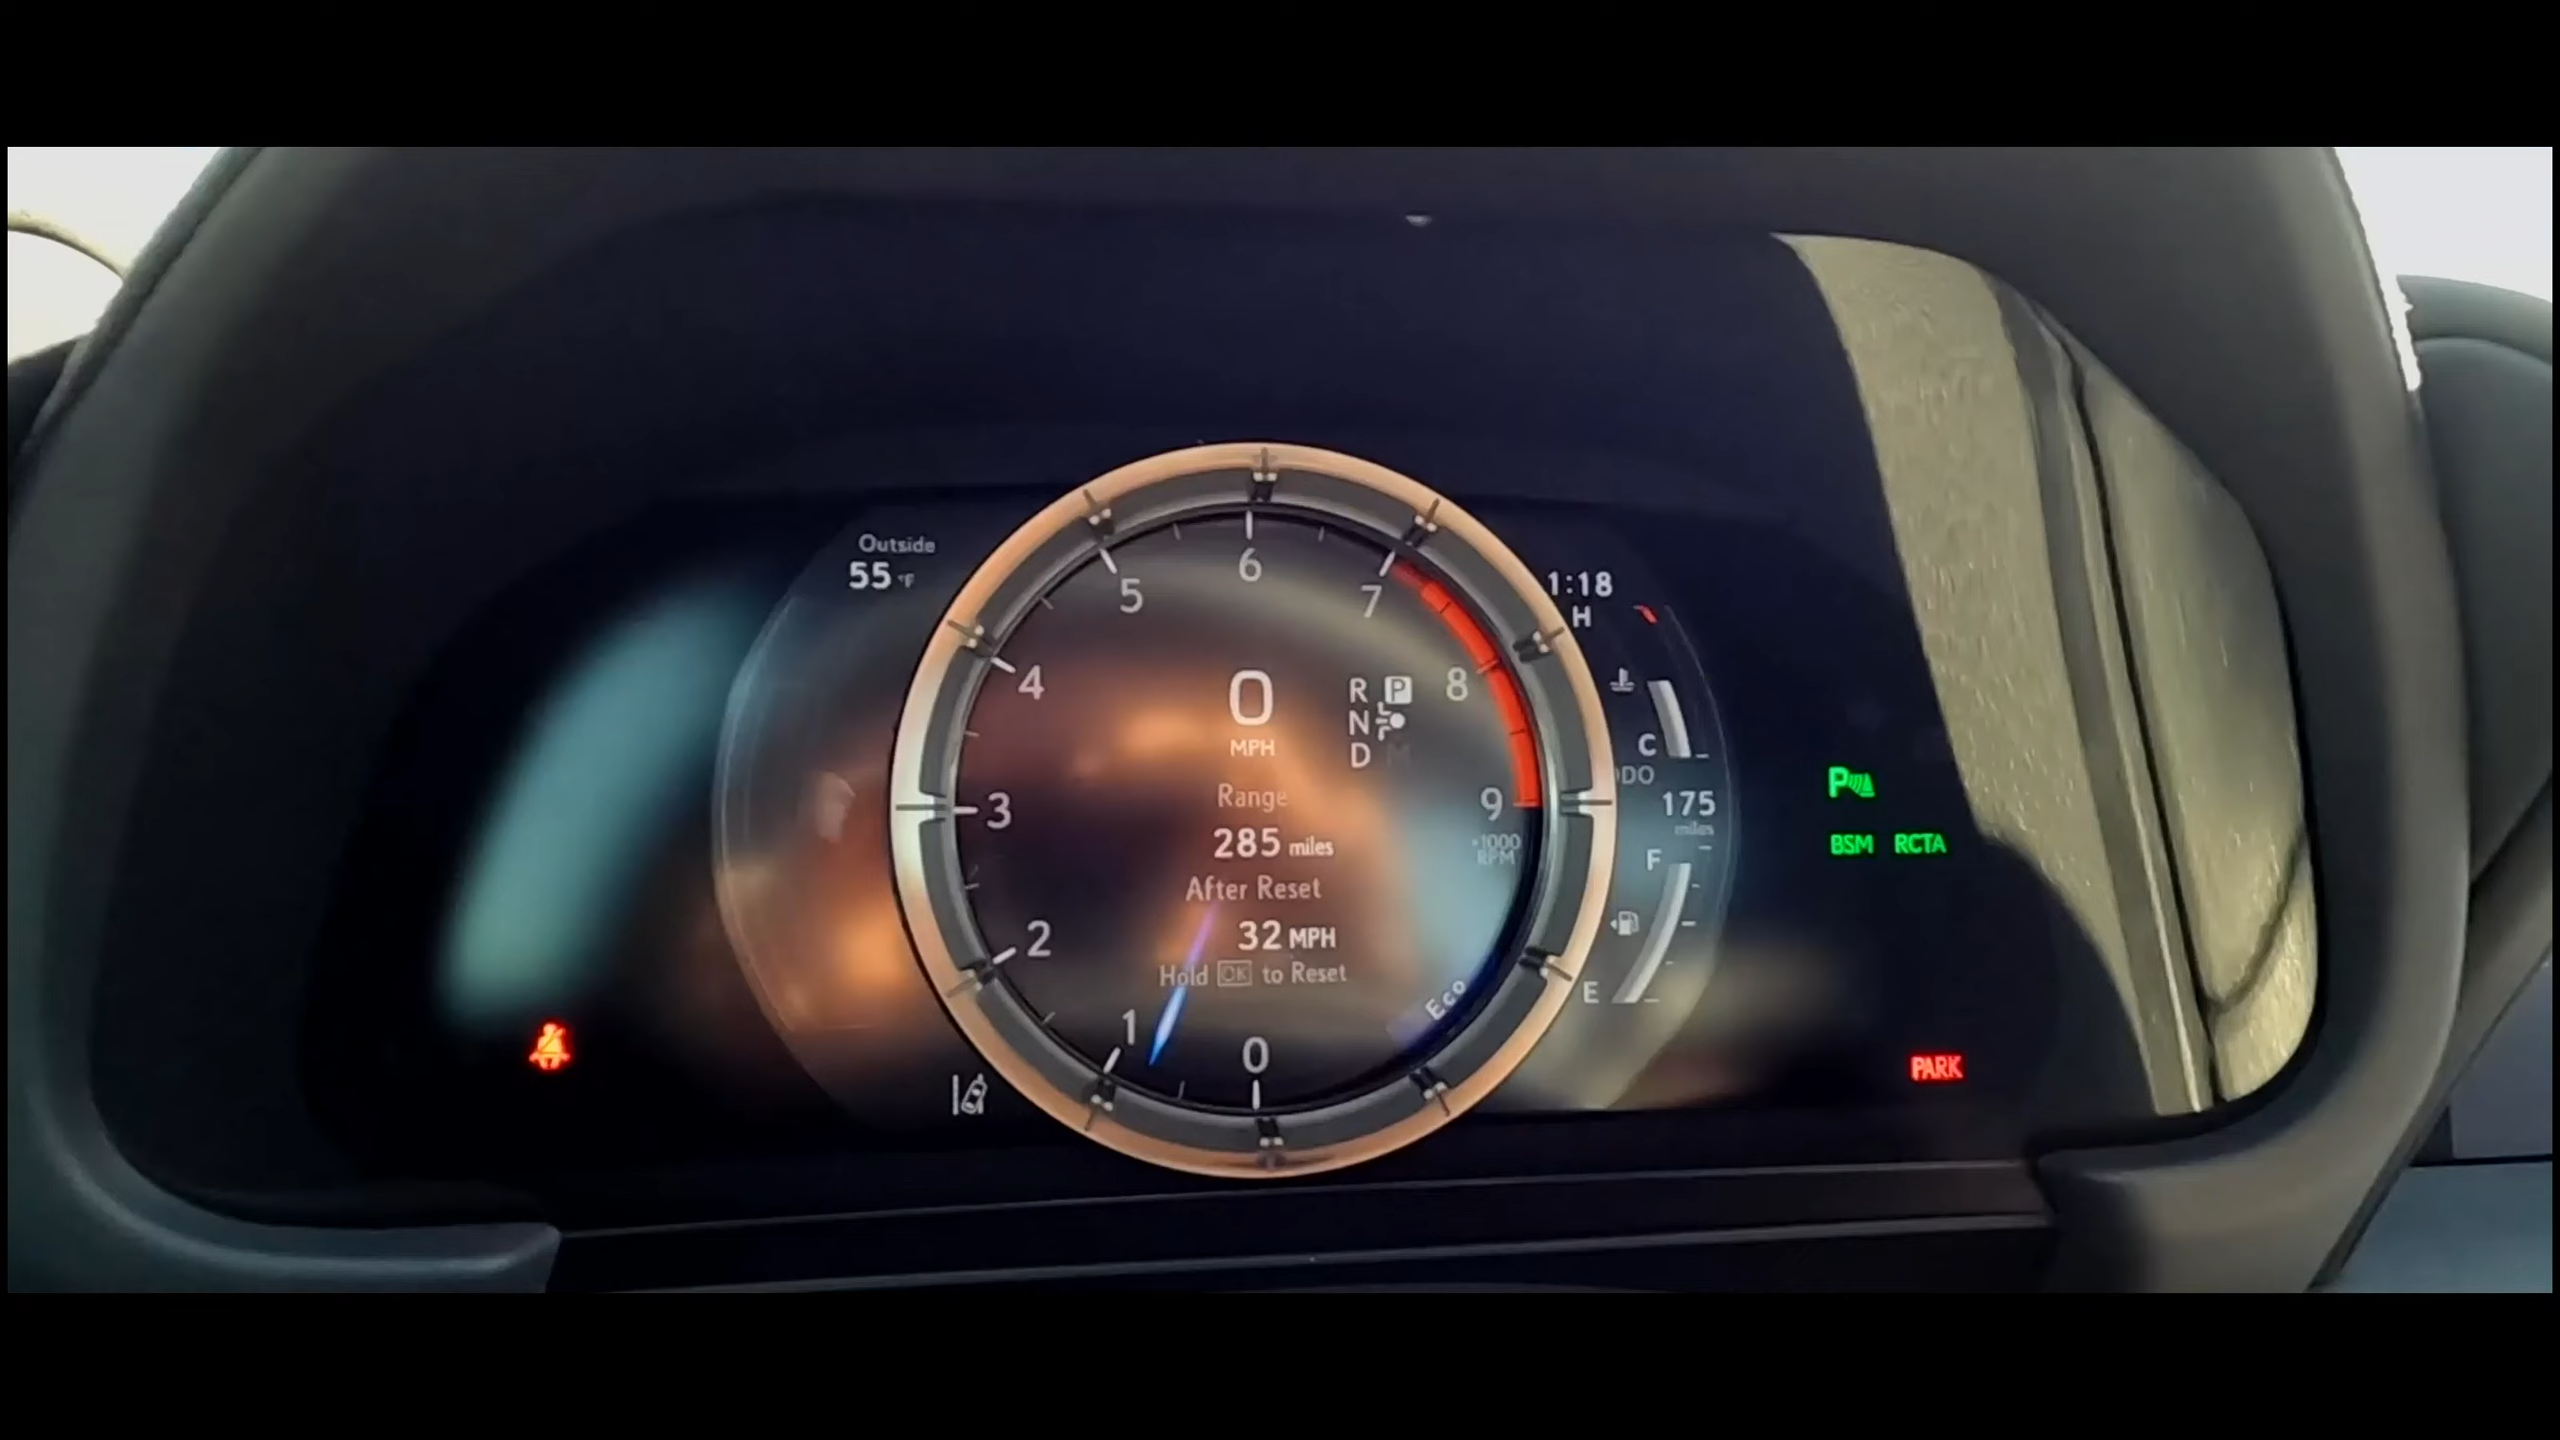 Outside
55 °F
1:18
H
C
ODO
175
miles
F
E
6
5
7
4
8
3
9
×1000
RPM
2
1
0
Eco
0
MPH
R P
N
D M
Range
285 miles
After Reset
32 MPH
Hold OK to Reset
P
BSM RCTA
PARK